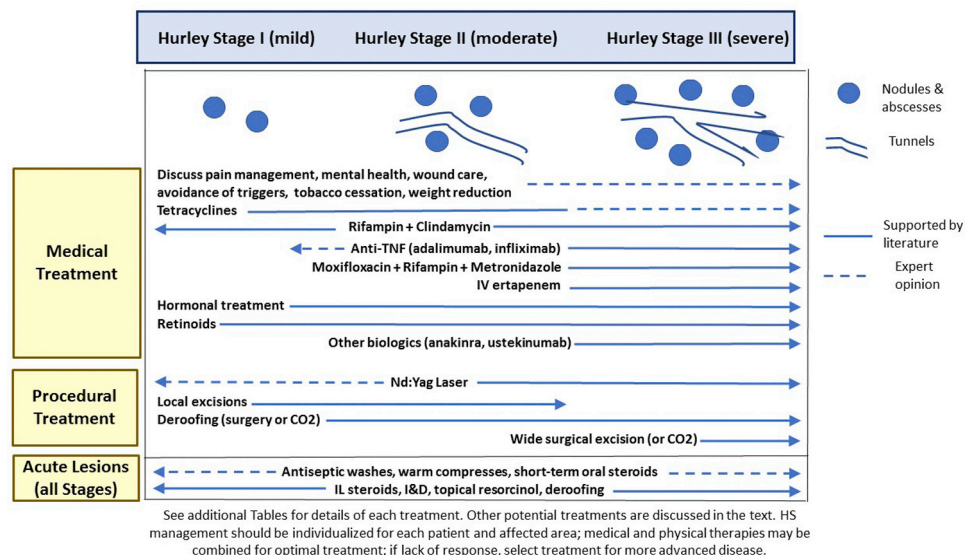 Hurley Stage I (mild) Hurley Stage II (moderate) Hurley Stage III (severe)
Nodules &
abscesses
Tunnels
Medical
Treatment
Discuss pain management, mental health, wound care,
avoidance of triggers, tobacco cessation, weight reduction
Tetracyclines
Rifampin + Clindamycin
Anti-TNF (adalimumab, infliximab)
Moxifloxacin + Rifampin + Metronidazole
IV ertapenem
Hormonal treatment
Retinoids
Other biologics (anakinra, ustekinumab)
Supported by
literature
Expert
opinion
Procedural
Treatment
Nd:Yag Laser
Local excisions
Deroofing (surgery or CO2)
Wide surgical excision (or CO2)
Acute Lesions
(all Stages)
Antiseptic washes, warm compresses, short-term oral steroids
IL steroids, I&D, topical resorcinol, deroofing
See additional Tables for details of each treatment. Other potential treatments are discussed in the text. HS
management should be individualized for each patient and affected area; medical and physical therapies may be
combined for optimal treatment; if lack of response, select treatment for more advanced disease.